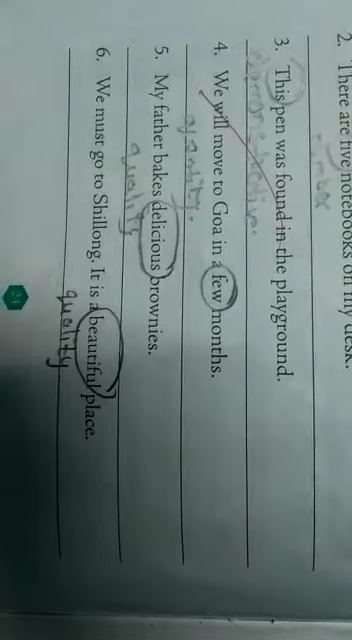 2. There are five notebooks on my desk.
number
3. This pen was found in the playground.
4. We will move to Goa in a few months.
quantity.
5. My father bakes delicious brownies.
quality
6. We must go to Shillong. It is a beautiful place.
quality
24